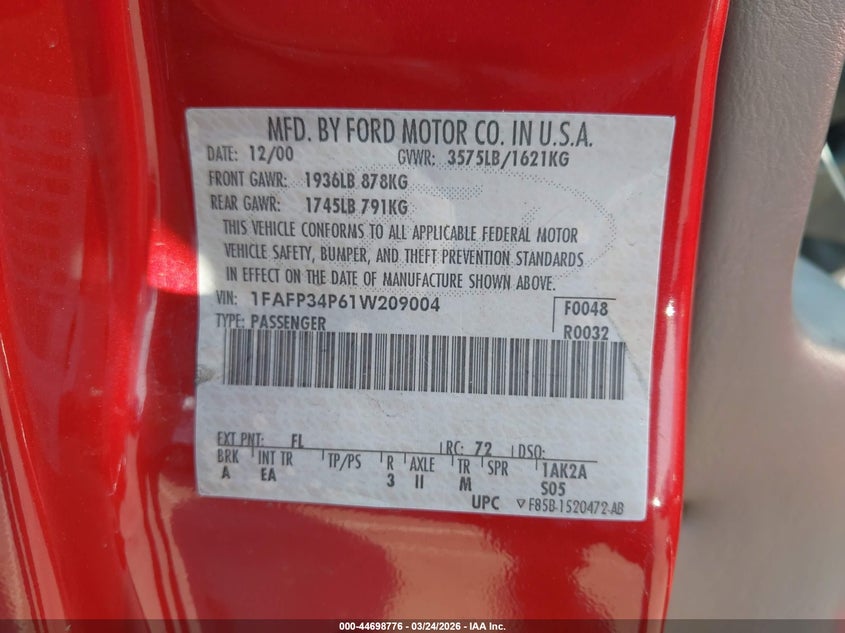 MFD. BY FORD MOTOR CO. IN U.S.A.
DATE: 12/00 GVWR: 3575LB/1621KG
FRONT GAWR: 1936LB 878KG
REAR GAWR: 1745LB 791KG
THIS VEHICLE CONFORMS TO ALL APPLICABLE FEDERAL MOTOR
VEHICLE SAFETY, BUMPER, AND THEFT PREVENTION STANDARDS
IN EFFECT ON THE DATE OF MANUFACTURE SHOWN ABOVE.
VIN: 1FAFP34P61W209004 F0048
TYPE: PASSENGER R0032
EXT PNT: FL RC: 72 DSO:
BRK INT TR TP/PS R AXLE TR SPR 1AK2A
A EA 3 II M S05
UPC F85B-1520472-AB
000-44698776 — 03/24/2026 — IAA Inc.